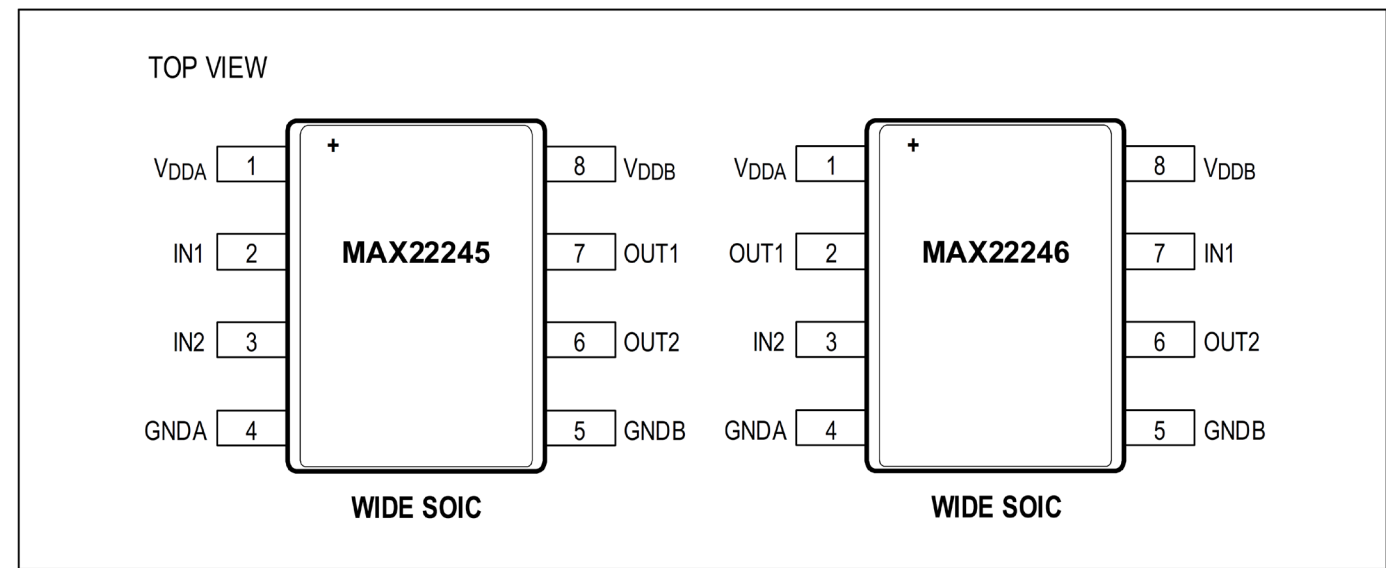 TOP VIEW
+ +
VDDA 1 8 VDDB VDDA 1 8 VDDB
IN1 2 MAX22245 7 OUT1 OUT1 2 MAX22246 7 IN1
IN2 3 6 OUT2 IN2 3 6 OUT2
GNDA 4 5 GNDB GNDA 4 5 GNDB
WIDE SOIC WIDE SOIC